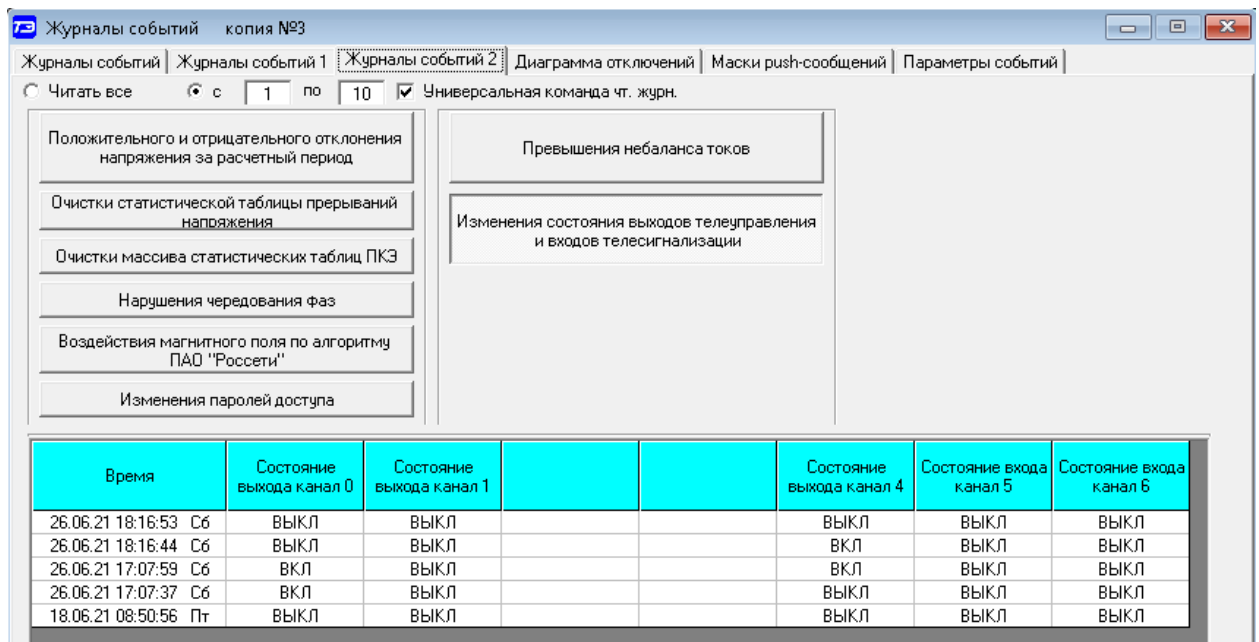 ТЭ Журналы событий копия №3
Журналы событий Журналы событий 1 Журналы событий 2 Диаграмма отключений Маски push-сообщений Параметры событий
Читать все с 1 по 10 Универсальная команда чт. журн.
Положительного и отрицательного отклонения
напряжения за расчетный период
Очистки статистической таблицы прерываний
напряжения
Очистки массива статистических таблиц ПКЭ
Нарушения чередования фаз
Воздействия магнитного поля по алгоритму
ПАО "Россети"
Изменения паролей доступа
Превышения небаланса токов
Изменения состояния выходов телеуправления
и входов телесигнализации
Время Состояние выхода канал 0 Состояние выхода канал 1 Состояние выхода канал 4 Состояние входа канал 5 Состояние входа канал 6
26.06.21 18:16:53 Сб ВЫКЛ ВЫКЛ ВЫКЛ ВЫКЛ ВЫКЛ
26.06.21 18:16:44 Сб ВЫКЛ ВЫКЛ ВКЛ ВЫКЛ ВЫКЛ
26.06.21 17:07:59 Сб ВКЛ ВЫКЛ ВКЛ ВЫКЛ ВЫКЛ
26.06.21 17:07:37 Сб ВКЛ ВЫКЛ ВЫКЛ ВЫКЛ ВЫКЛ
18.06.21 08:50:56 Пт ВЫКЛ ВЫКЛ ВЫКЛ ВЫКЛ ВЫКЛ